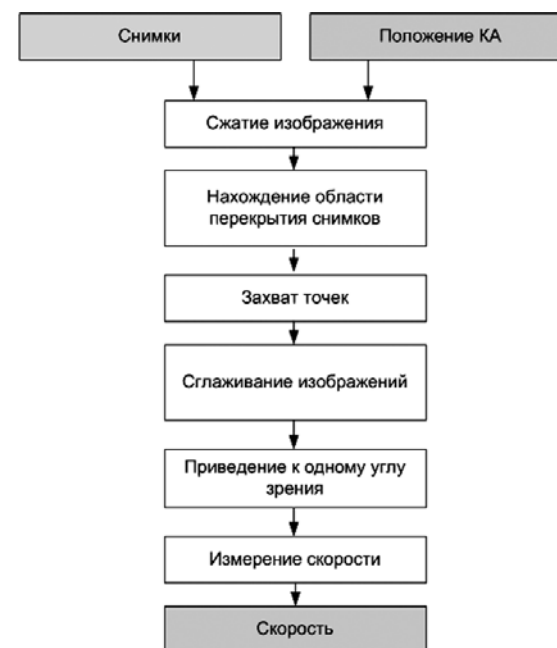 Снимки
Положение КА
Сжатие изображения
Нахождение области
перекрытия снимков
Захват точек
Сглаживание изображений
Приведение к одному углу
зрения
Измерение скорости
Скорость